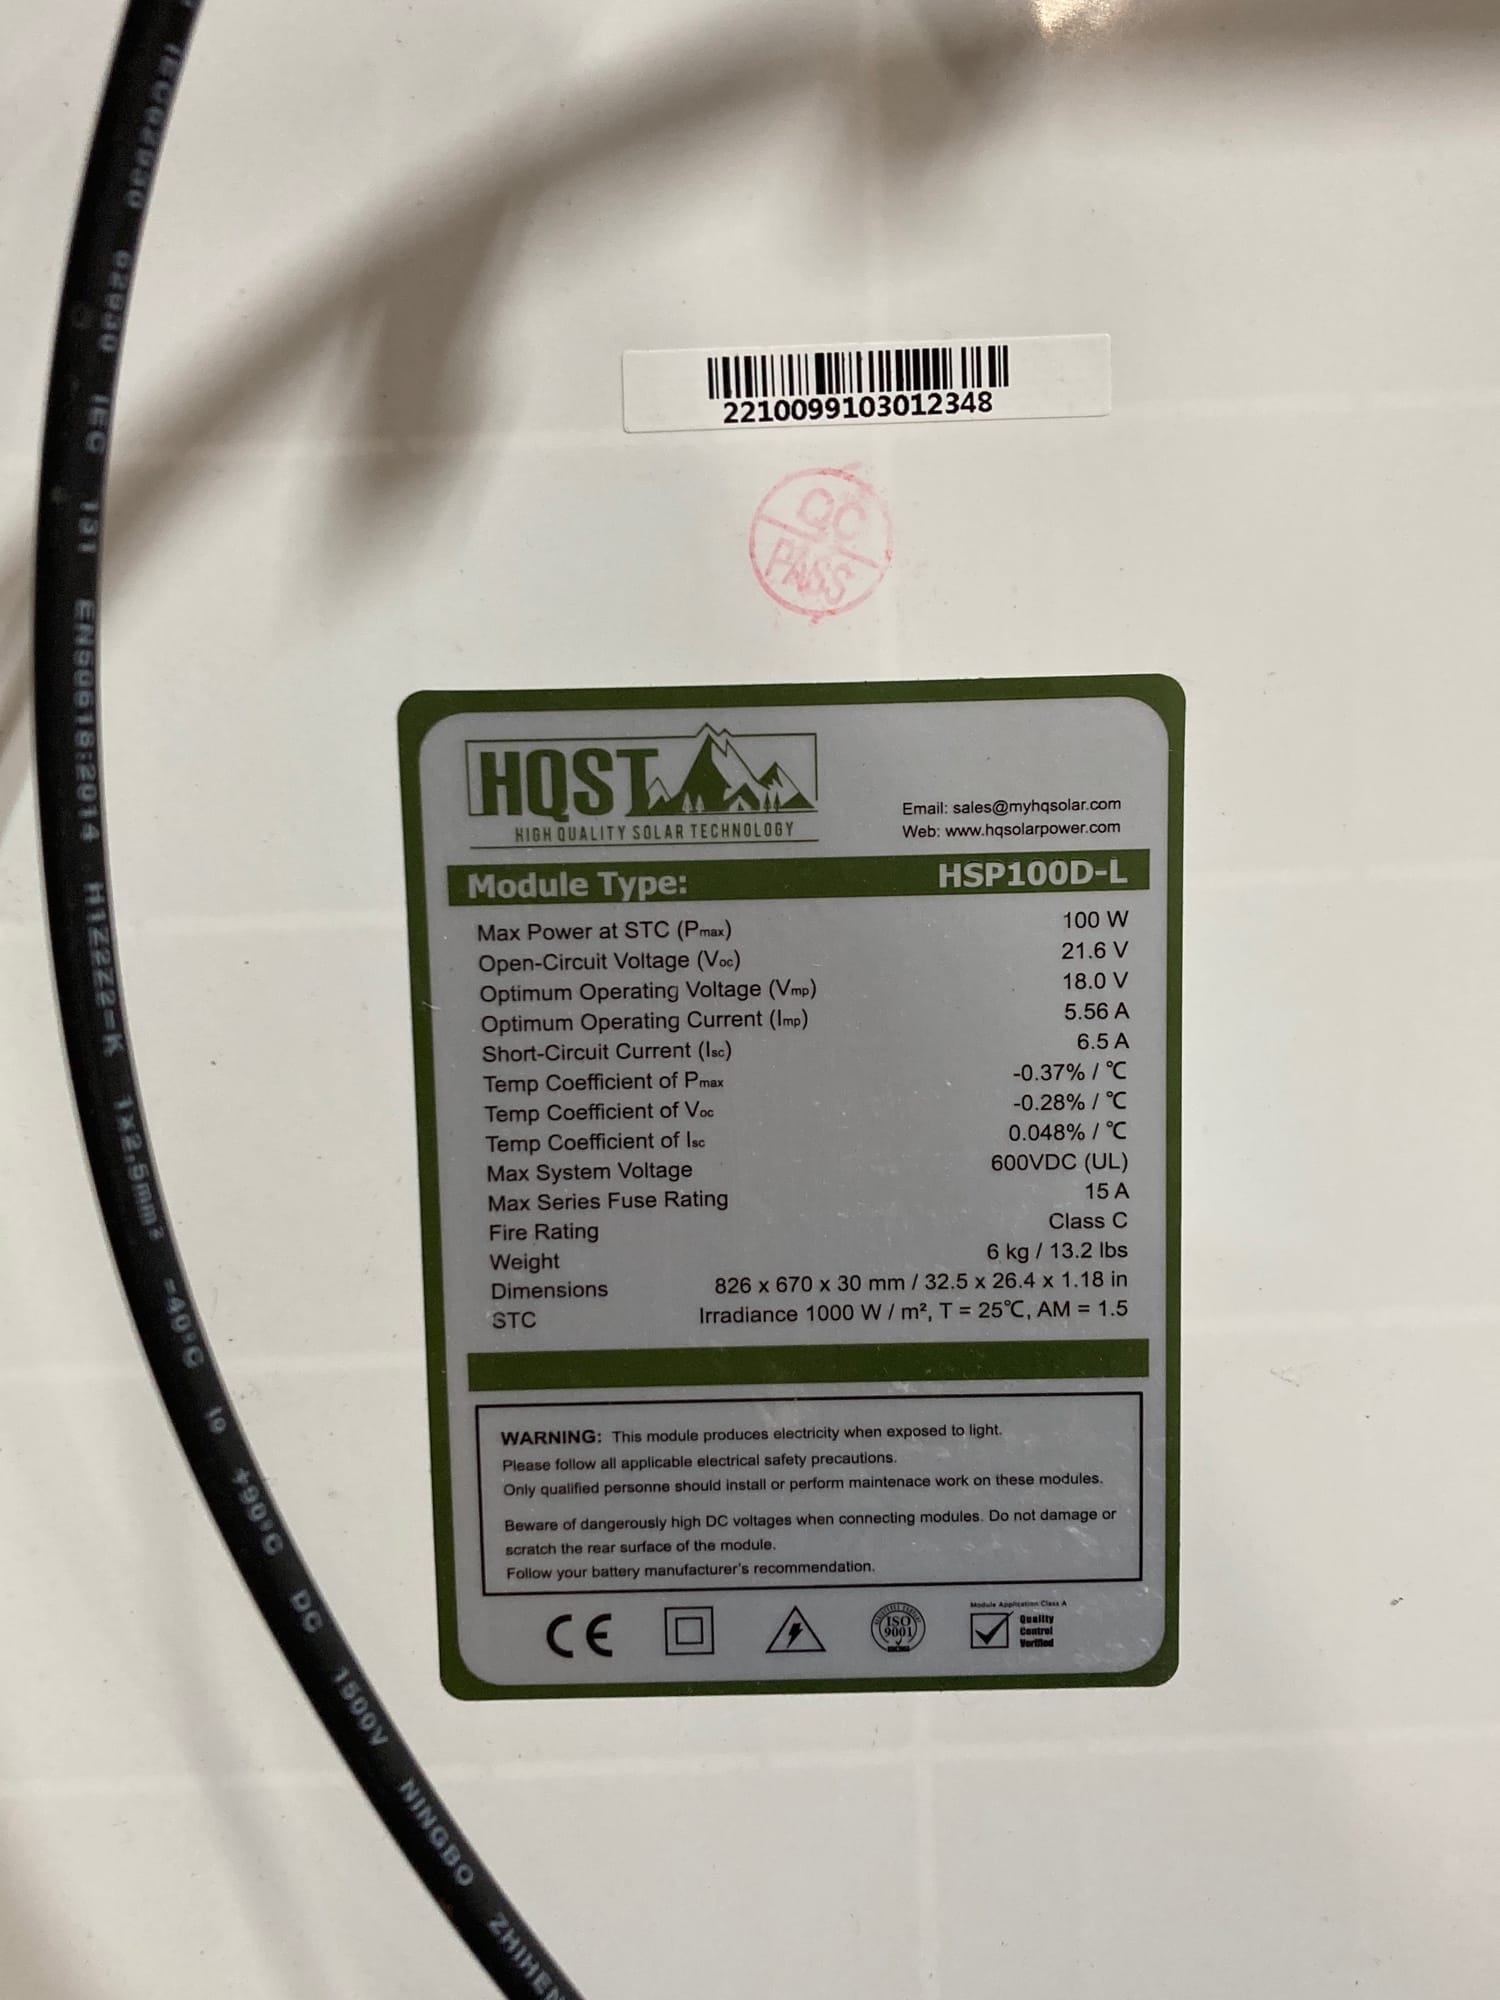 2210099103012348
QC
PASS
HQST
HIGH QUALITY SOLAR TECHNOLOGY
Email: sales@myhqsolar.com
Web: www.hqsolarpower.com
Module Type: HSP100D-L
Max Power at STC (Pmax) 100 W
Open-Circuit Voltage (Voc) 21.6 V
Optimum Operating Voltage (Vmp) 18.0 V
Optimum Operating Current (Imp) 5.56 A
Short-Circuit Current (Isc) 6.5 A
Temp Coefficient of Pmax -0.37% / ℃
Temp Coefficient of Voc -0.28% / ℃
Temp Coefficient of Isc 0.048% / ℃
Max System Voltage 600VDC (UL)
Max Series Fuse Rating 15 A
Fire Rating Class C
Weight 6 kg / 13.2 lbs
Dimensions 826 x 670 x 30 mm / 32.5 x 26.4 x 1.18 in
STC Irradiance 1000 W / m², T = 25℃, AM = 1.5
WARNING: This module produces electricity when exposed to light.
Please follow all applicable electrical safety precautions.
Only qualified personne should install or perform maintenace work on these modules.
Beware of dangerously high DC voltages when connecting modules. Do not damage or
scratch the rear surface of the module.
Follow your battery manufacturer's recommendation.
CE
ISO
9001
Module Application Class A
Quality
Control
Verified
62930 IEC 131 EN50618:2014 H1Z2Z2-K 1x2.5mm² -40°C to +90°C DC 1500V NINGBO